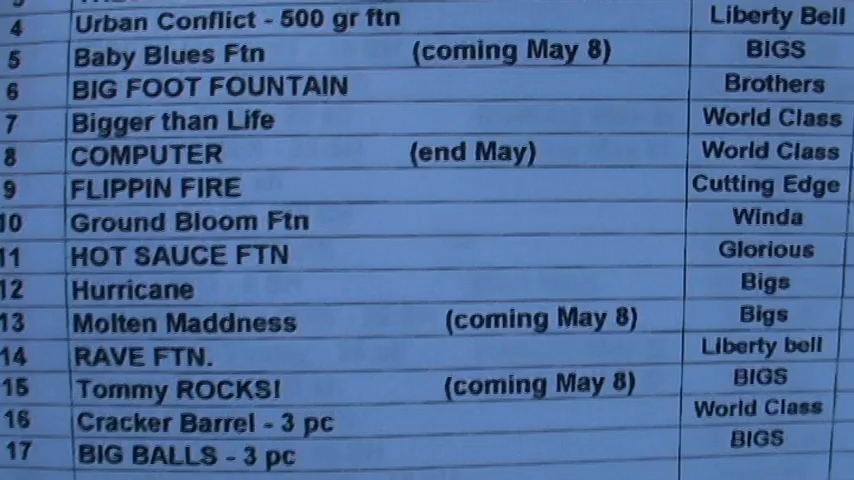 4 Urban Conflict - 500 gr ftn Liberty Bell
5 Baby Blues Ftn (coming May 8) BIGS
6 BIG FOOT FOUNTAIN Brothers
7 Bigger than Life World Class
8 COMPUTER (end May) World Class
9 FLIPPIN FIRE Cutting Edge
10 Ground Bloom Ftn Winda
11 HOT SAUCE FTN Glorious
12 Hurricane Bigs
13 Molten Maddness (coming May 8) Bigs
14 RAVE FTN. Liberty bell
15 Tommy ROCKS! (coming May 8) BIGS
16 Cracker Barrel - 3 pc World Class
17 BIG BALLS - 3 pc BIGS